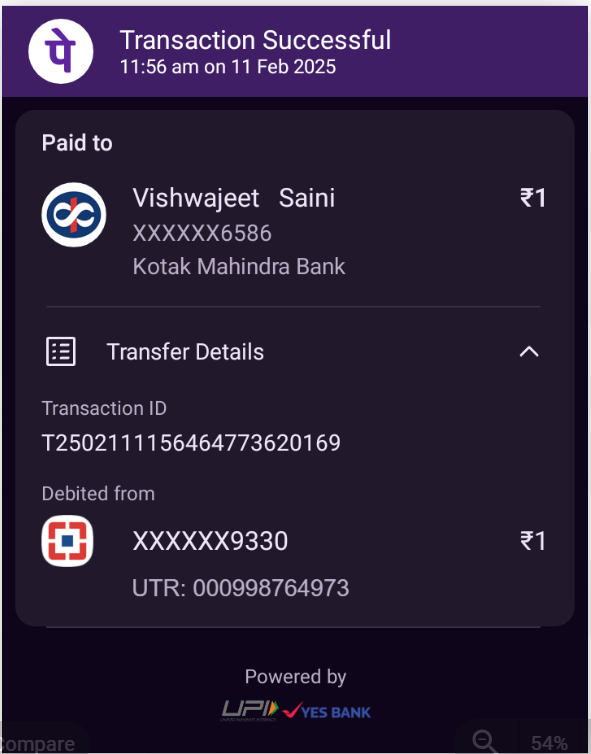 पे
Transaction Successful
11:56 am on 11 Feb 2025
Paid to
Vishwajeet Saini
₹1
XXXXXX6586
Kotak Mahindra Bank
Transfer Details
Transaction ID
T2502111156464773620169
Debited from
XXXXXX9330
₹1
UTR: 000998764973
Powered by
UPI
YES BANK
ompare
54%